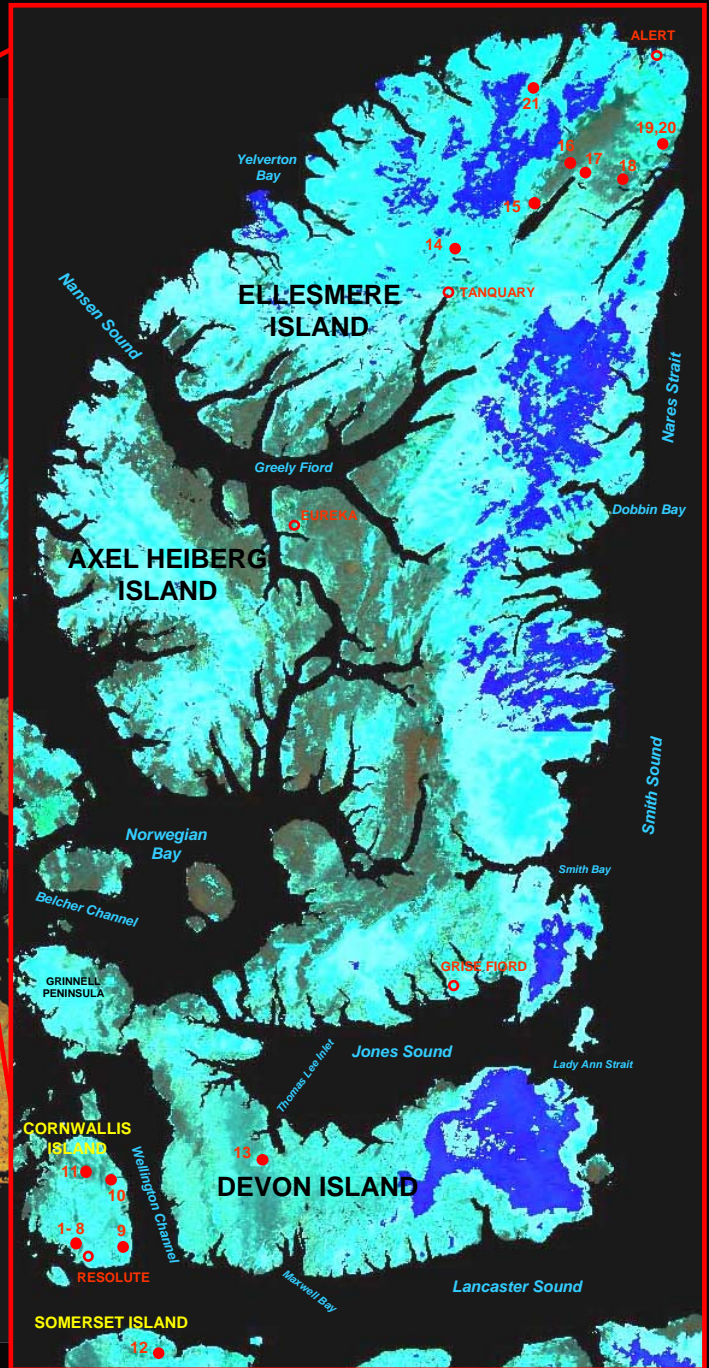 ALERT
21
19,20
16
17
18
Yelverton
Bay
15
14
ELLESMERE
ISLAND
TANQUARY
Nansen Sound
Nares Strait
Greely Fiord
EUREKA
Dobbin Bay
AXEL HEIBERG
ISLAND
Smith Sound
Norwegian
Bay
Smith Bay
Belcher Channel
GRISE FIORD
GRINNELL
PENINSULA
Jones Sound
Thomas Lee Inlet
Lady Ann Strait
CORNWALLIS
ISLAND
11
10
13
Wellington Channel
DEVON ISLAND
1- 8
9
RESOLUTE
Maxwell Bay
Lancaster Sound
SOMERSET ISLAND
12